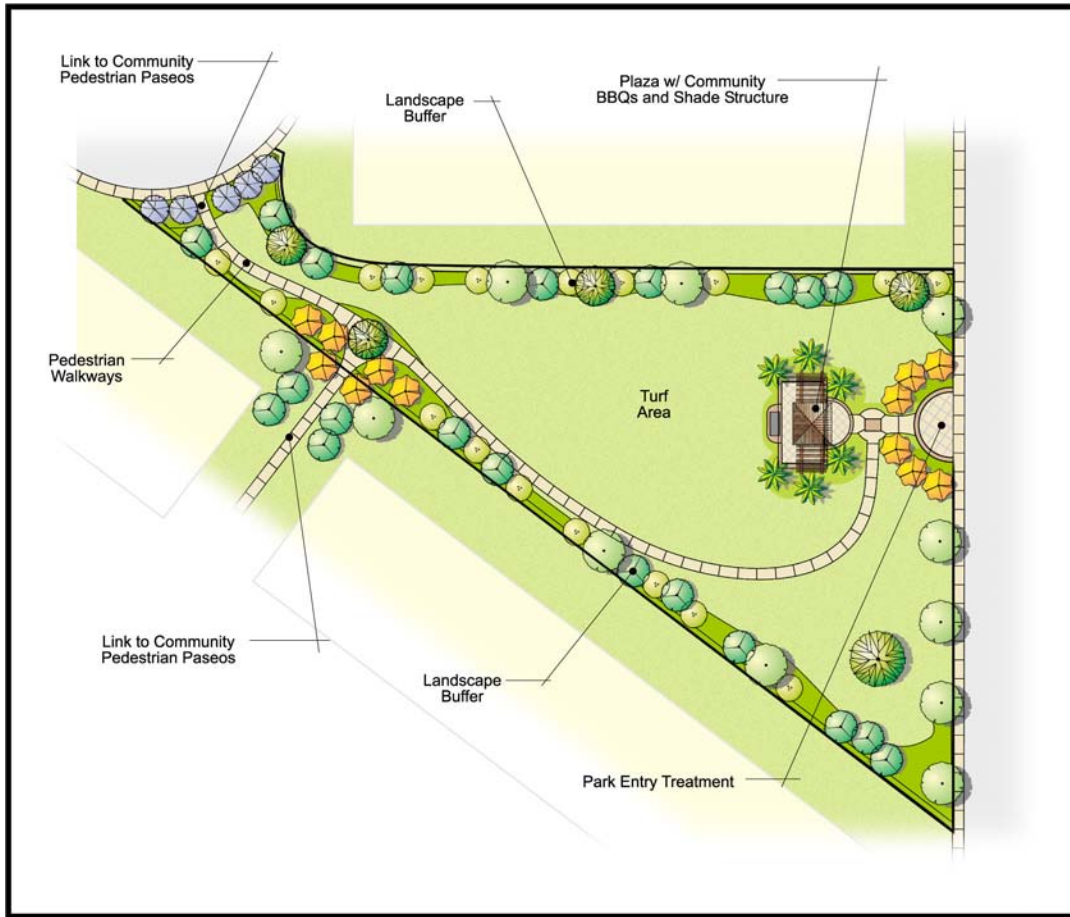 Link to Community
Pedestrian Paseos
Plaza w/ Community
BBQs and Shade Structure
Landscape
Buffer
Pedestrian
Walkways
Turf
Area
Link to Community
Pedestrian Paseos
Landscape
Buffer
Park Entry Treatment